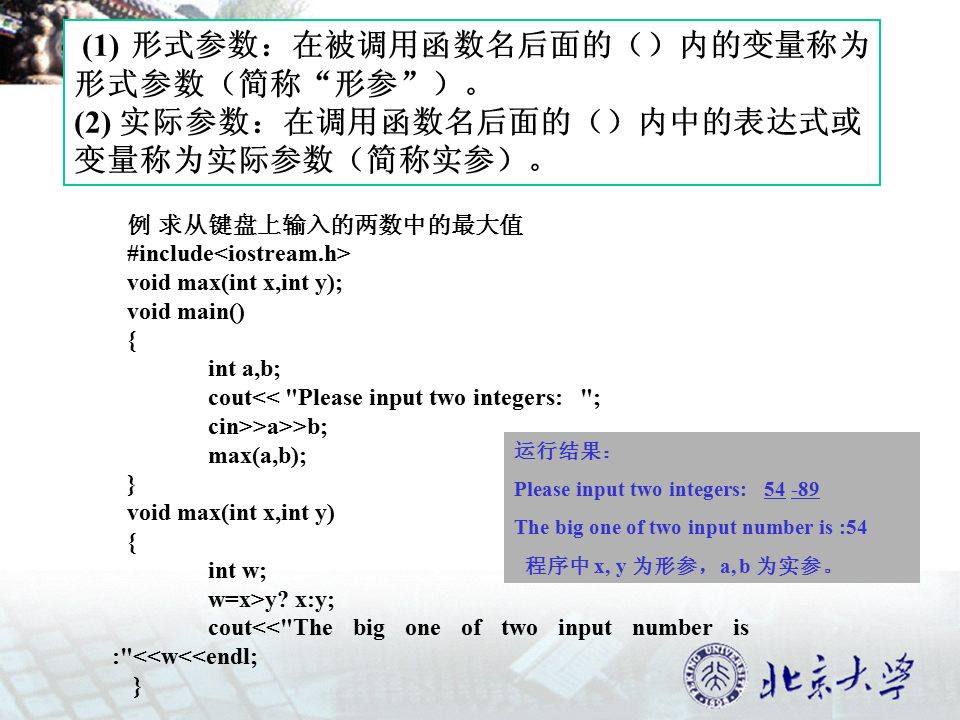 (1) 形式参数：在被调用函数名后面的（）内的变量称为
形式参数（简称“形参”）。
(2) 实际参数：在调用函数名后面的（）内中的表达式或
变量称为实际参数（简称实参）。
例 求从键盘上输入的两数中的最大值
#include<iostream.h>
void max(int x,int y);
void main()
{
int a,b;
cout<< "Please input two integers:   ";
cin>>a>>b;
max(a,b);
}
void max(int x,int y)
{
int w;
w=x>y? x:y;
cout<<"The big one of two input number is
:"<<w<<endl;
}
运行结果：
Please input two integers:   54 -89
The big one of two input number is :54
程序中 x, y 为形参，a, b 为实参。
PEKING UNIVERSITY
1898
北京大学